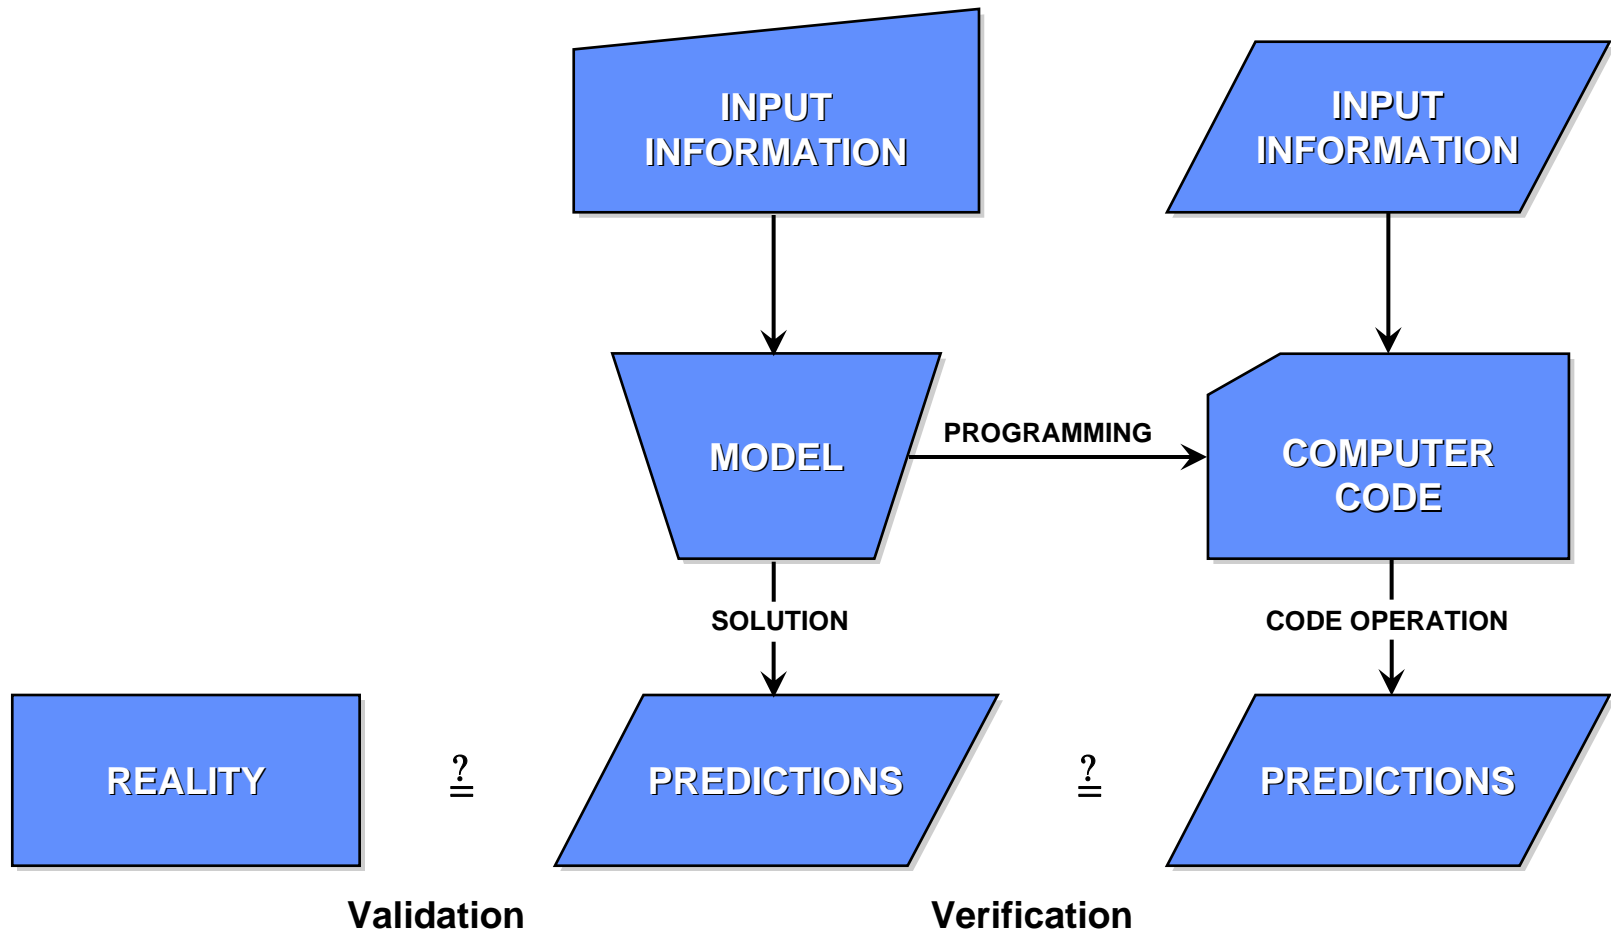 INPUT
INFORMATION
INPUT
INFORMATION
MODEL
PROGRAMMING
COMPUTER
CODE
SOLUTION
CODE OPERATION
REALITY
?
=
PREDICTIONS
?
=
PREDICTIONS
Validation
Verification